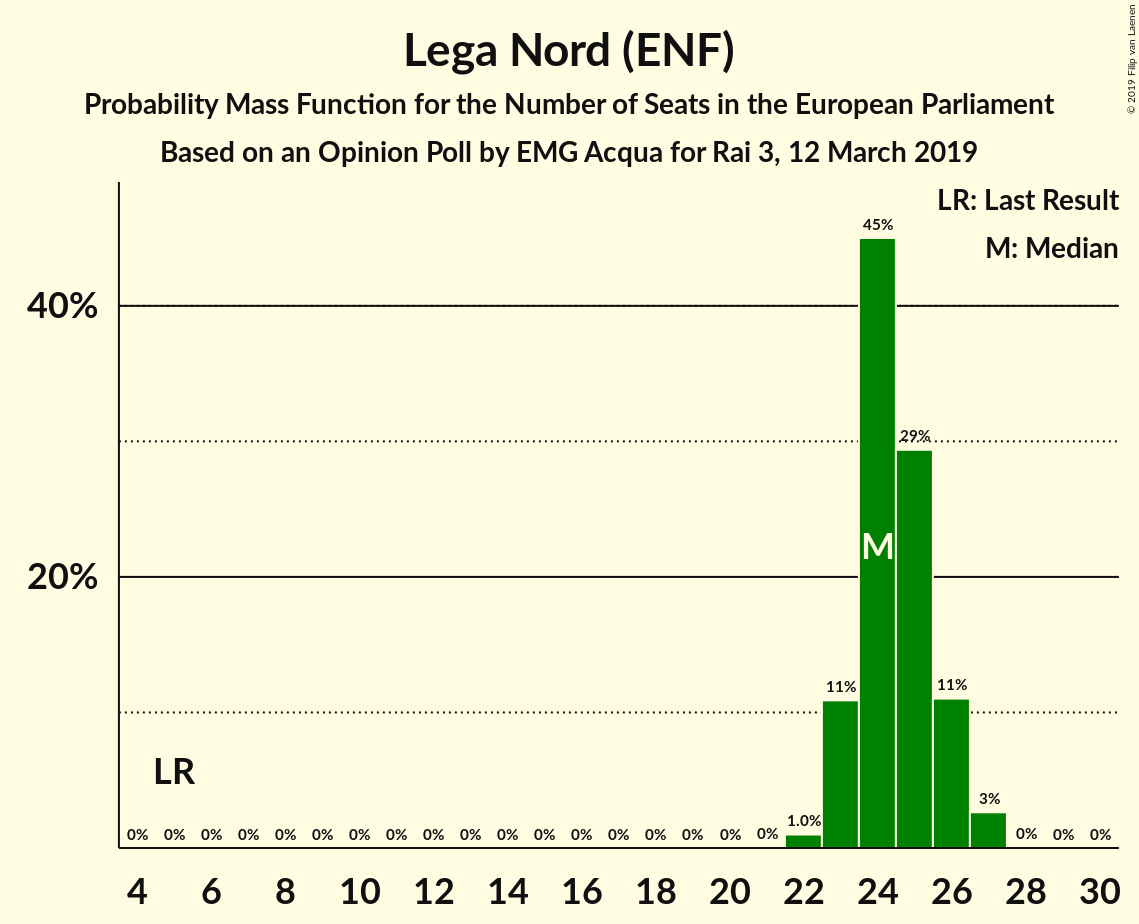 Lega Nord (ENF)
Probability Mass Function for the Number of Seats in the European Parliament
Based on an Opinion Poll by EMG Acqua for Rai 3, 12 March 2019
© 2019 Filip van Laenen
LR: Last Result
M: Median
45%
40%
29%
M
20%
11% 11%
LR
3%
1.0%
0% 0% 0% 0% 0% 0% 0% 0% 0% 0% 0% 0% 0% 0% 0% 0% 0% 0% 0% 0% 0%
4 6 8 10 12 14 16 18 20 22 24 26 28 30